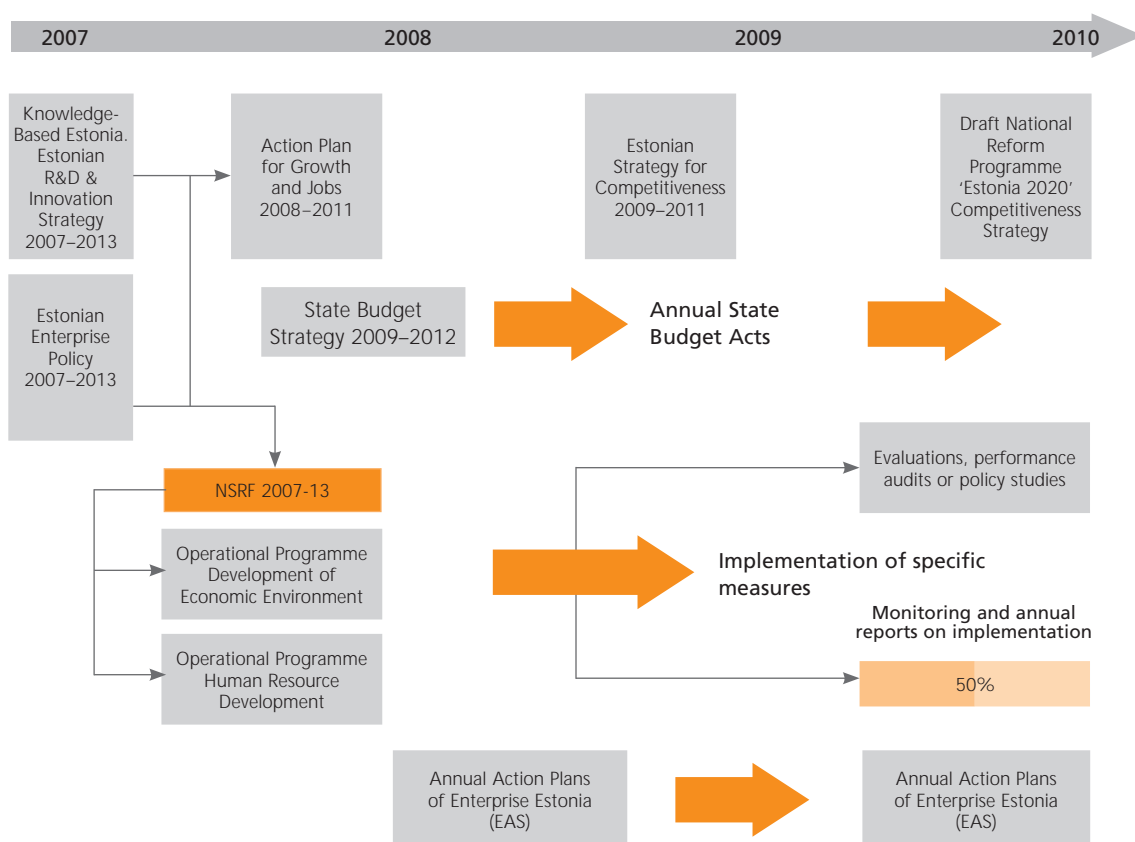 2007 2008 2009 2010
Knowledge-
Based Estonia.
Estonian
R&D &
Innovation
Strategy
2007–2013
Action Plan
for Growth
and Jobs
2008–2011
Estonian
Strategy for
Competitiveness
2009–2011
Draft National
Reform
Programme
‘Estonia 2020’
Competitiveness
Strategy
Estonian
Enterprise
Policy
2007–2013
State Budget
Strategy 2009–2012
Annual State
Budget Acts
NSRF 2007-13
Operational Programme
Development of
Economic Environment
Operational Programme
Human Resource
Development
Implementation of specific
measures
Evaluations, performance
audits or policy studies
Monitoring and annual
reports on implementation
50%
Annual Action Plans
of Enterprise Estonia
(EAS)
Annual Action Plans
of Enterprise Estonia
(EAS)